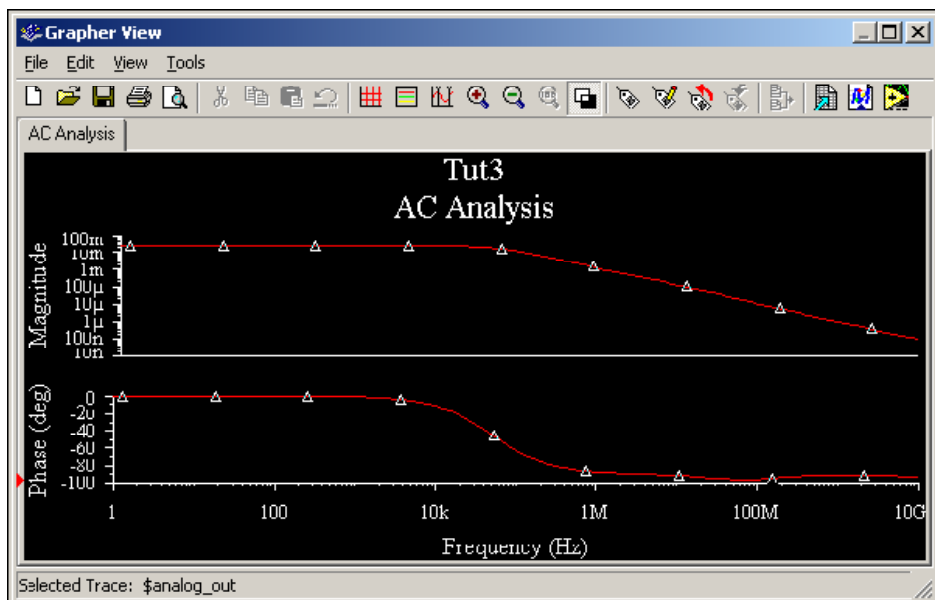 Grapher View
File Edit View Tools
AC Analysis
Tut3
AC Analysis
Magnitude
100m
10m
1m
100µ
10µ
1µ
100n
10n
Phase (deg)
0
-20
-40
-60
-80
-100
1 100 10k 1M 100M 10G
Frequency (Hz)
Selected Trace: $analog_out